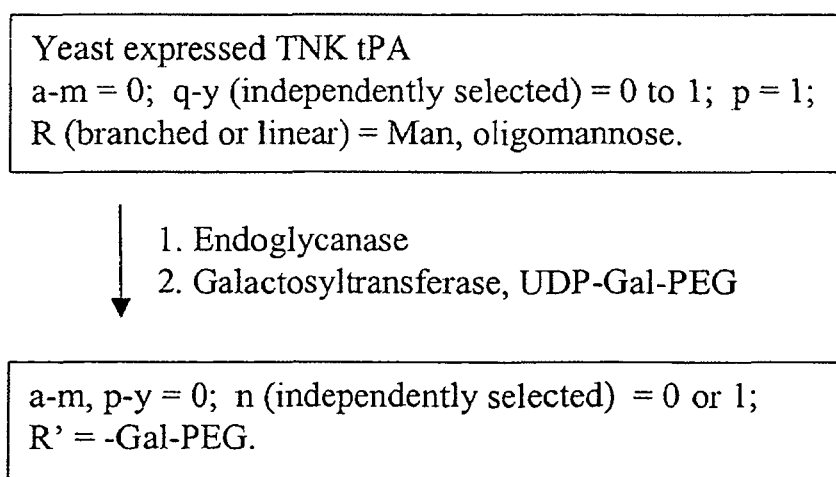 Yeast expressed TNK tPA
a-m = 0; q-y (independently selected) = 0 to 1; p = 1;
R (branched or linear) = Man, oligomannose.
1. Endoglycanase
2. Galactosyltransferase, UDP-Gal-PEG
a-m, p-y = 0; n (independently selected) = 0 or 1;
R’ = -Gal-PEG.